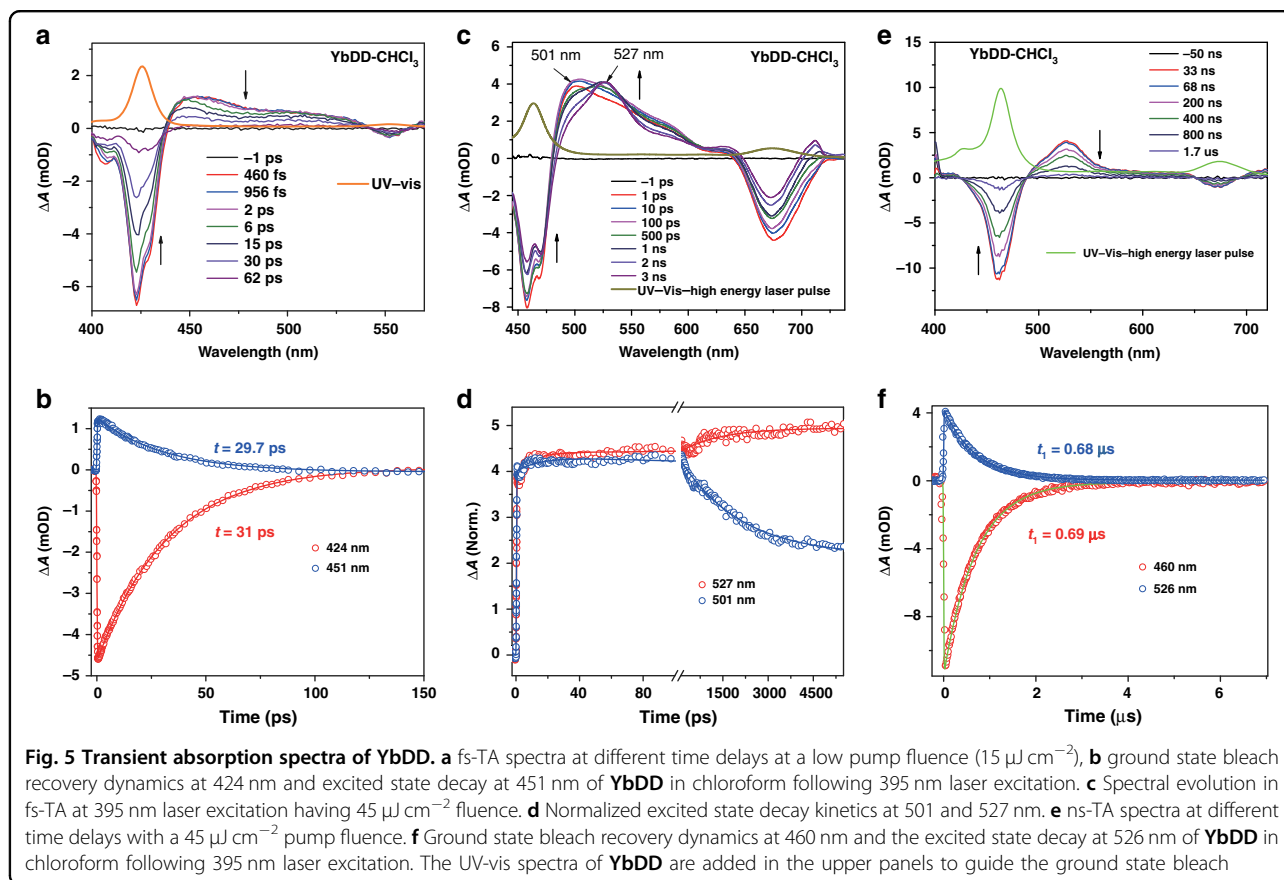 a
YbDD-CHCl₃
–1 ps
460 fs
956 fs
2 ps
6 ps
15 ps
30 ps
62 ps
UV–vis
ΔA (mOD)
2
0
–2
–4
–6
400 450 500 550
Wavelength (nm)
c
501 nm 527 nm
YbDD-CHCl₃
–1 ps
1 ps
10 ps
100 ps
500 ps
1 ns
2 ns
3 ns
UV–Vis–high energy laser pulse
ΔA (mOD)
6
4
2
0
–2
–4
–6
–8
450 500 550 600 650 700
Wavelength (nm)
e
YbDD-CHCl₃
–50 ns
33 ns
68 ns
200 ns
400 ns
800 ns
1.7 us
UV–Vis–high energy laser pulse
ΔA (mOD)
15
10
5
0
–5
–10
400 500 600 700
Wavelength (nm)
b
t = 29.7 ps
t = 31 ps
424 nm
451 nm
ΔA (mOD)
1
0
–1
–2
–3
–4
–5
0 50 100 150
Time (ps)
d
527 nm
501 nm
ΔA (Norm.)
5
4
3
2
1
0
0 40 80 1500 3000 4500
Time (ps)
f
t₁ = 0.68 μs
t₁ = 0.69 μs
460 nm
526 nm
ΔA (mOD)
4
0
–4
–8
0 2 4 6
Time (μs)
Fig. 5 Transient absorption spectra of YbDD. a fs-TA spectra at different time delays at a low pump fluence (15 μJ cm⁻²), b ground state bleach
recovery dynamics at 424 nm and excited state decay at 451 nm of YbDD in chloroform following 395 nm laser excitation. c Spectral evolution in
fs-TA at 395 nm laser excitation having 45 μJ cm⁻² fluence. d Normalized excited state decay kinetics at 501 and 527 nm. e ns-TA spectra at different
time delays with a 45 μJ cm⁻² pump fluence. f Ground state bleach recovery dynamics at 460 nm and the excited state decay at 526 nm of YbDD in
chloroform following 395 nm laser excitation. The UV-vis spectra of YbDD are added in the upper panels to guide the ground state bleach